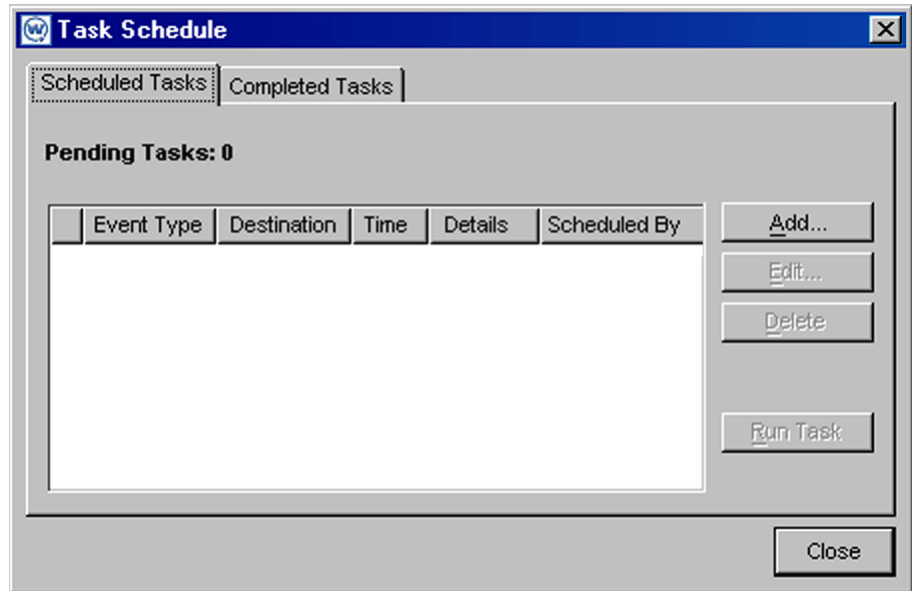 Task Schedule
Scheduled Tasks Completed Tasks
Pending Tasks: 0
Event Type Destination Time Details Scheduled By
Add...
Edit...
Delete
Run Task
Close